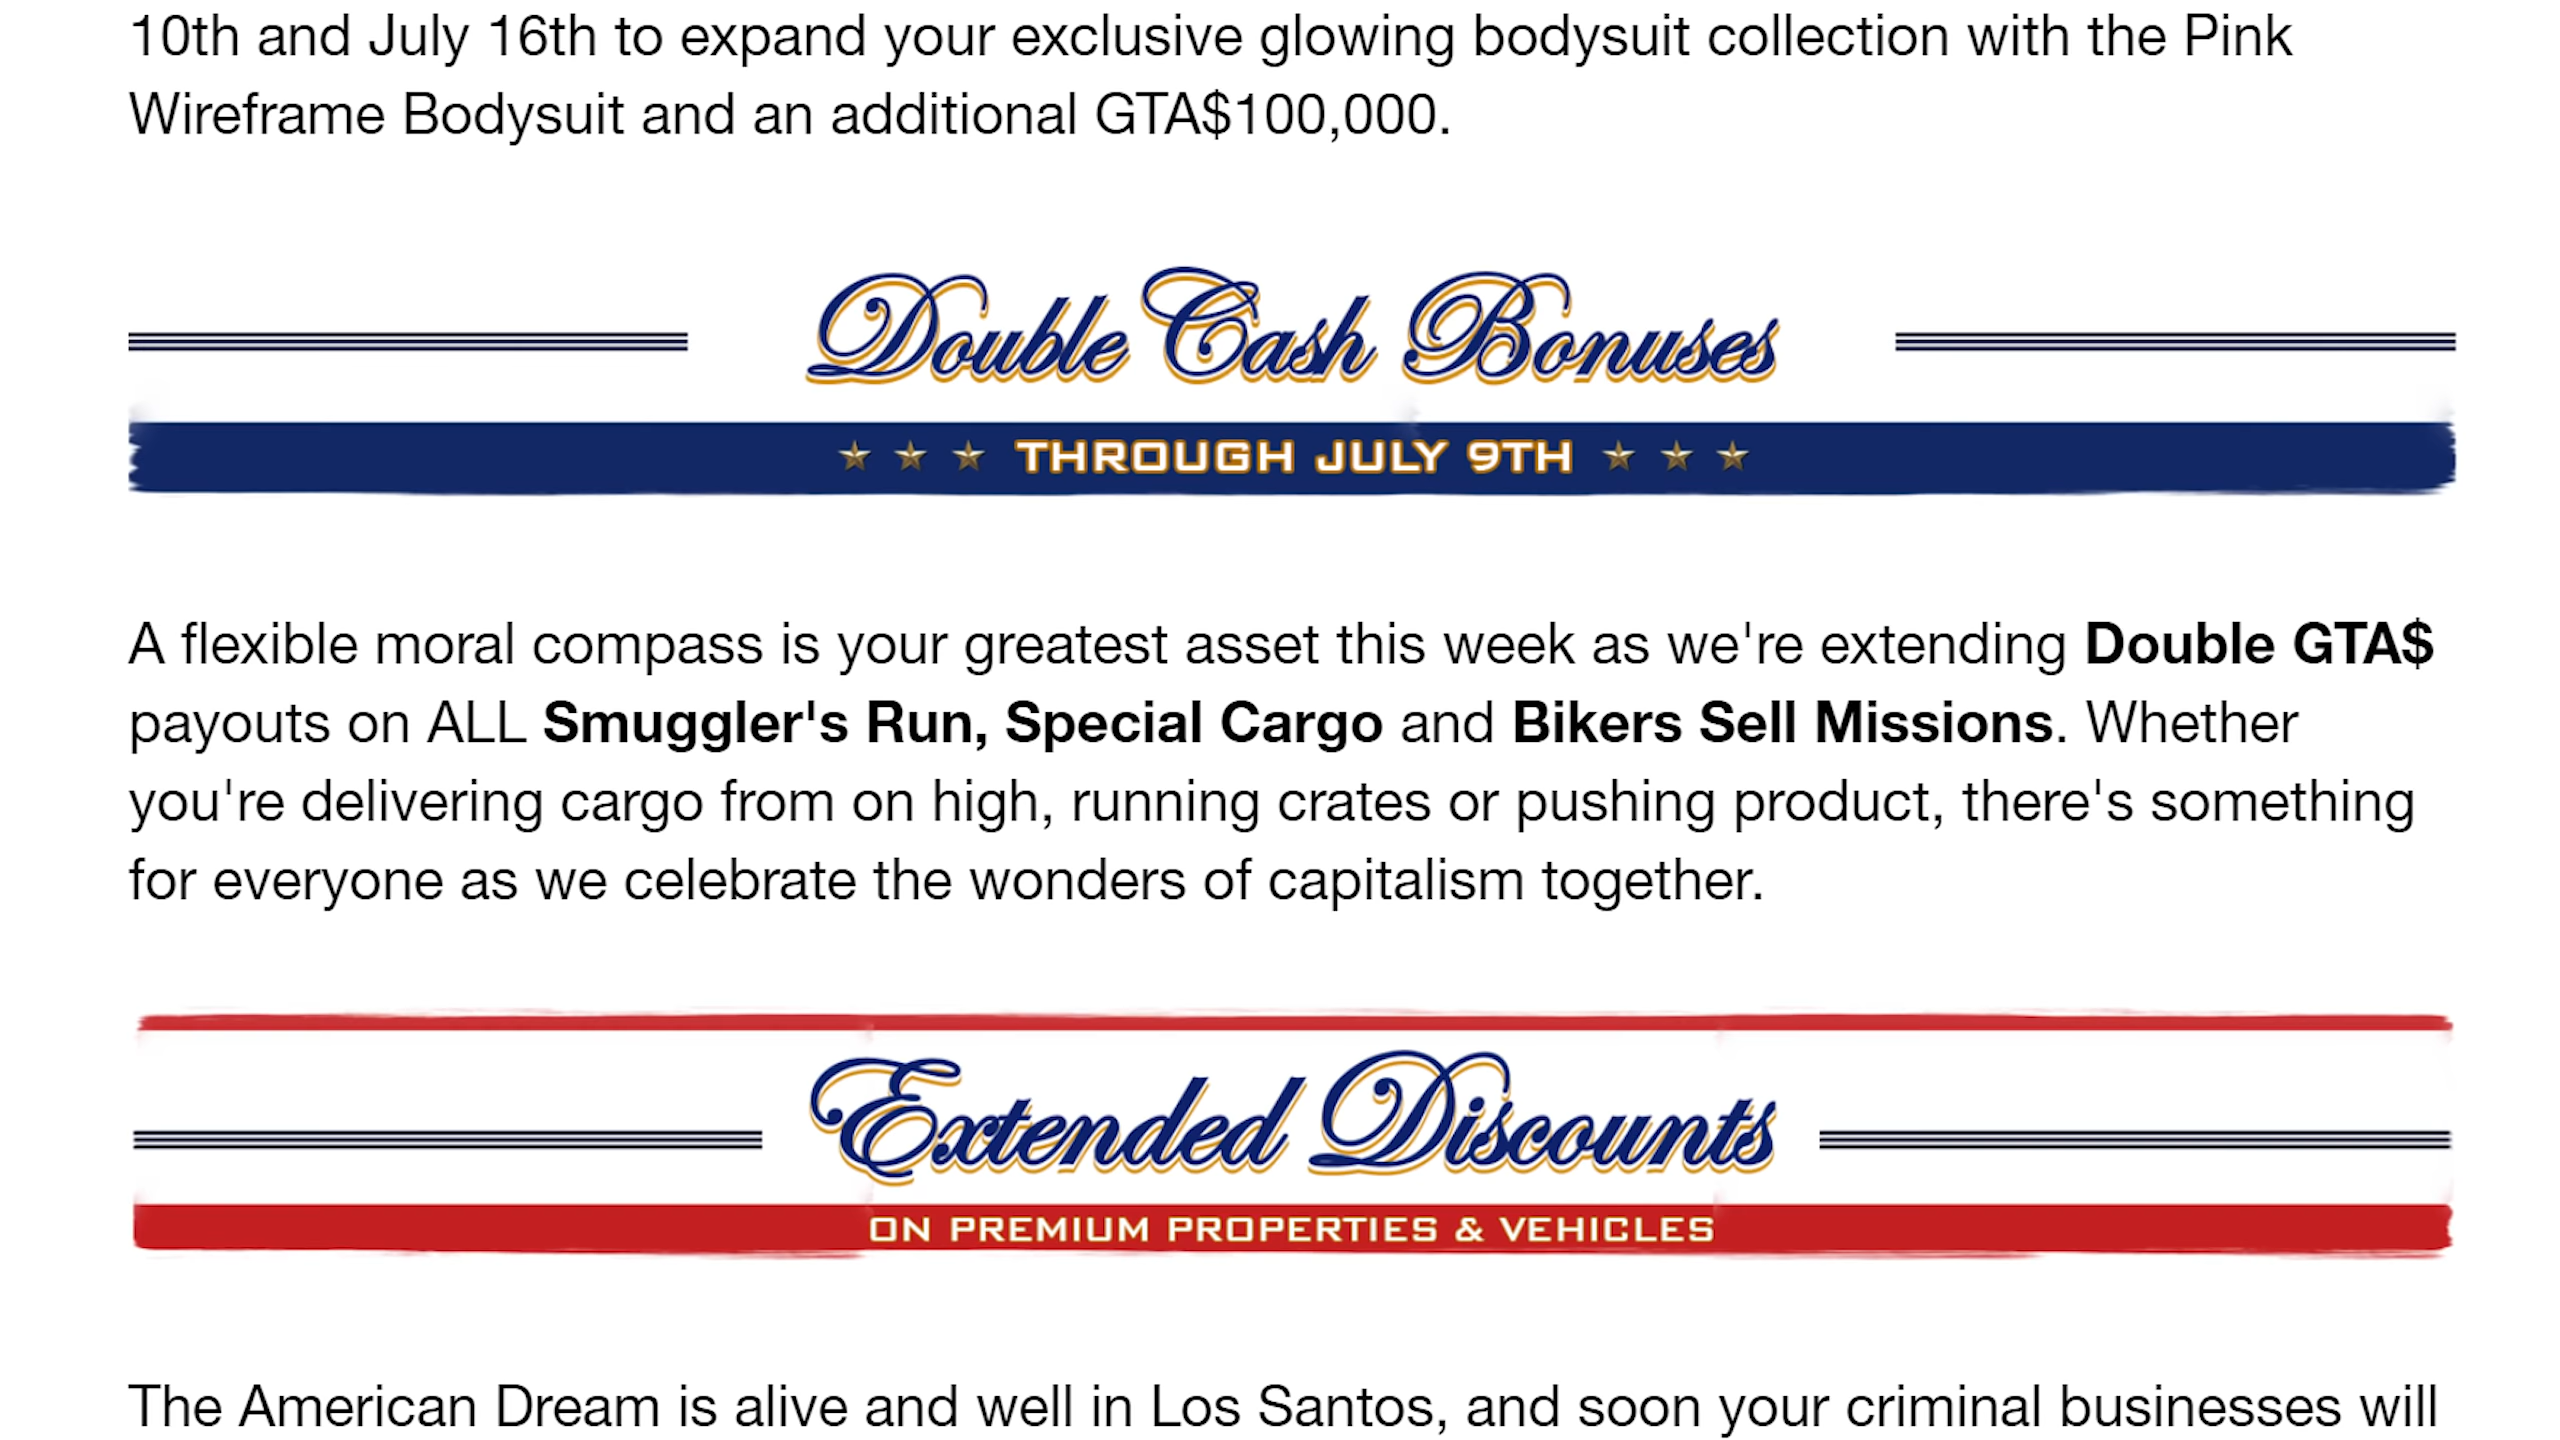 10th and July 16th to expand your exclusive glowing bodysuit collection with the Pink
Wireframe Bodysuit and an additional GTA$100,000.
Double Cash Bonuses
THROUGH JULY 9TH
A flexible moral compass is your greatest asset this week as we're extending Double GTA$
payouts on ALL Smuggler's Run, Special Cargo and Bikers Sell Missions. Whether
you're delivering cargo from on high, running crates or pushing product, there's something
for everyone as we celebrate the wonders of capitalism together.
Extended Discounts
ON PREMIUM PROPERTIES & VEHICLES
The American Dream is alive and well in Los Santos, and soon your criminal businesses will